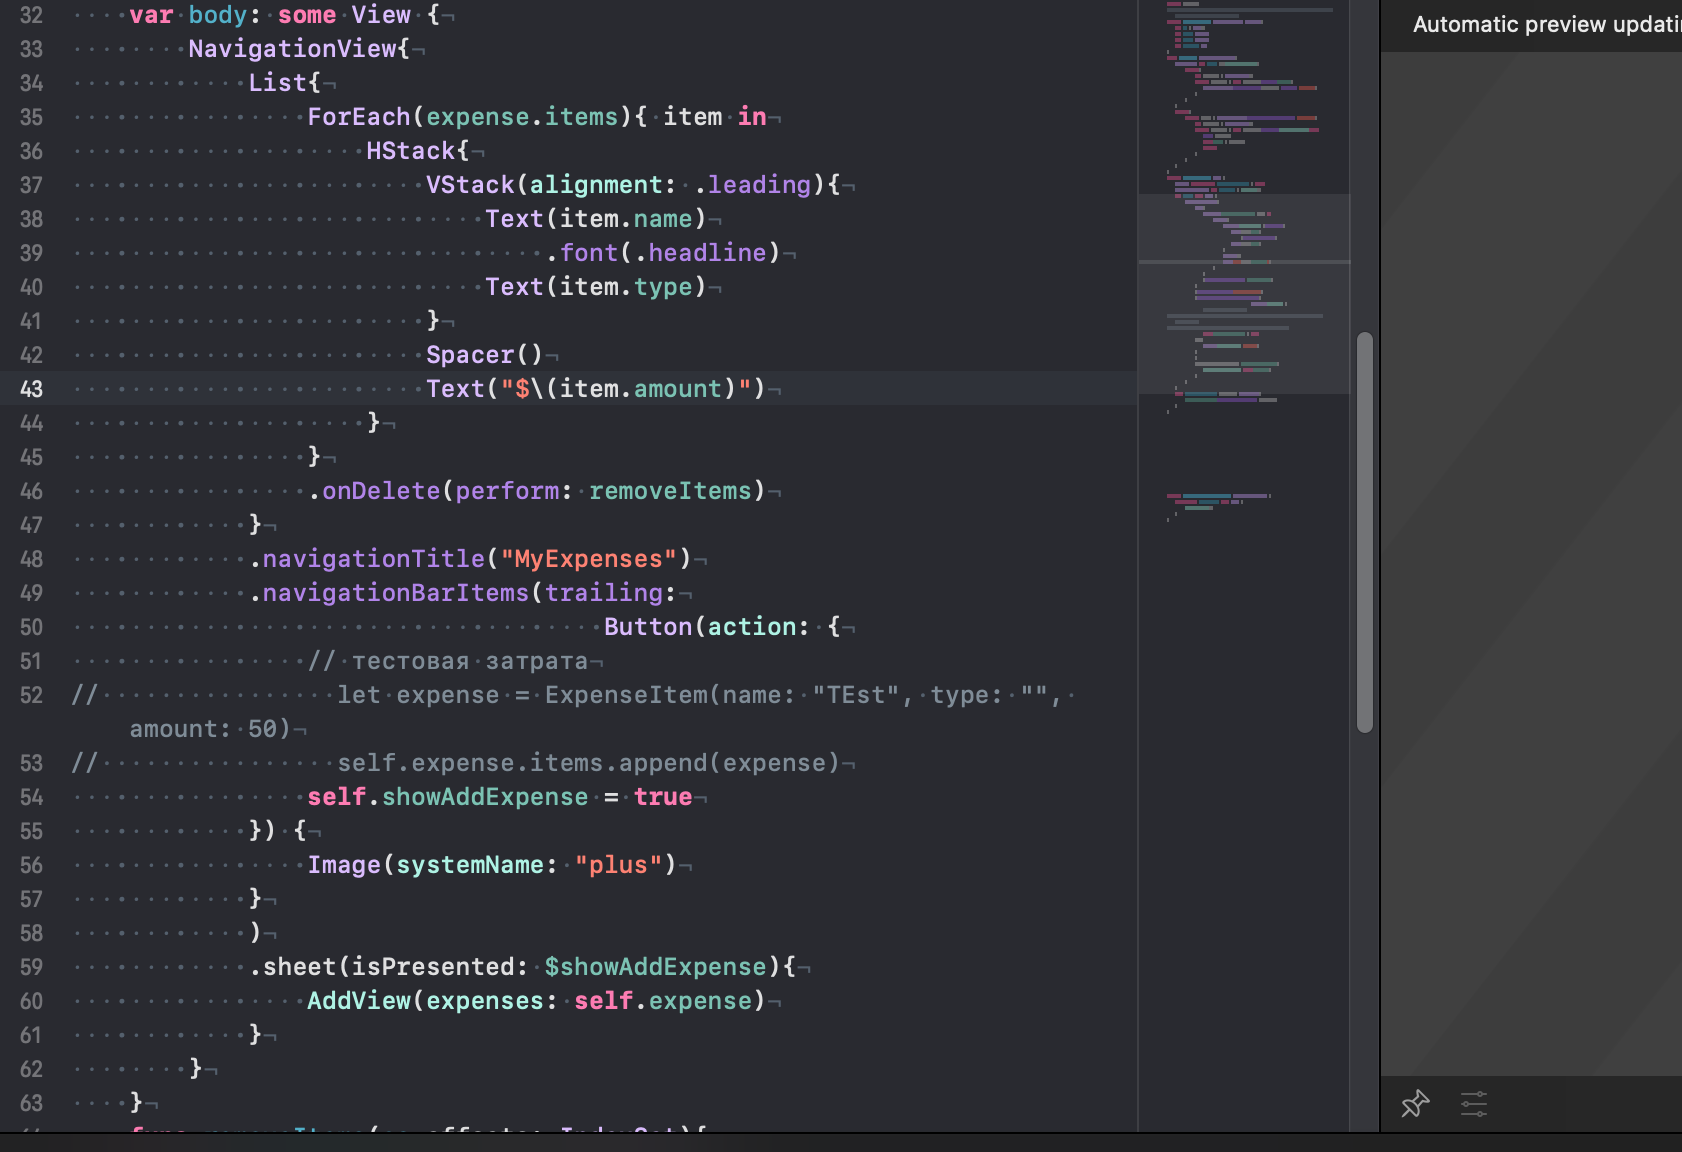 Automatic preview updati
32 var body: some View {
33 NavigationView{
34 List{
35 ForEach(expense.items){ item in
36 HStack{
37 VStack(alignment: .leading){
38 Text(item.name)
39 .font(.headline)
40 Text(item.type)
41 }
42 Spacer()
43 Text("$\(item.amount)")
44 }
45 }
46 .onDelete(perform: removeItems)
47 }
48 .navigationTitle("MyExpenses")
49 .navigationBarItems(trailing:
50 Button(action: {
51 // тестовая затрата
52 // let expense = ExpenseItem(name: "TEst", type: "",
amount: 50)
53 // self.expense.items.append(expense)
54 self.showAddExpense = true
55 }) {
56 Image(systemName: "plus")
57 }
58 )
59 .sheet(isPresented: $showAddExpense){
60 AddView(expenses: self.expense)
61 }
62 }
63 }